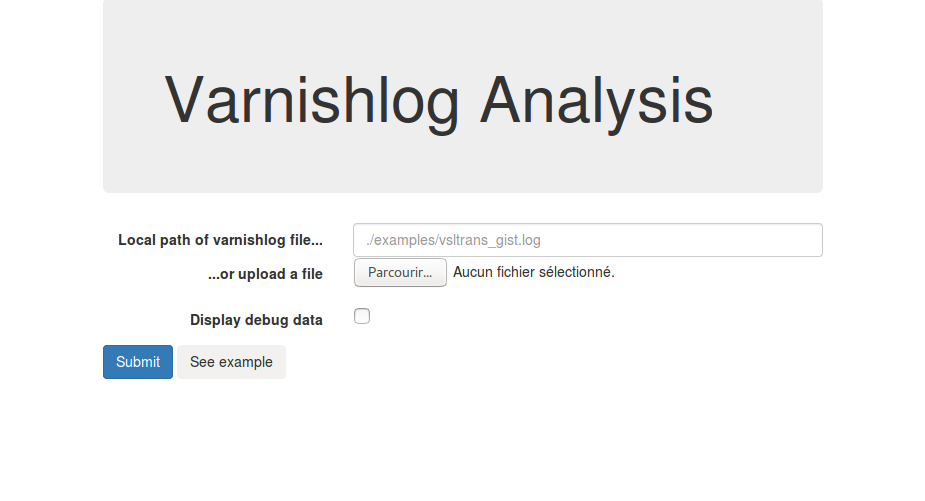 Varnishlog Analysis
Local path of varnishlog file... ./examples/vsltrans_gist.log
...or upload a file Parcourir... Aucun fichier sélectionné.
Display debug data
Submit See example